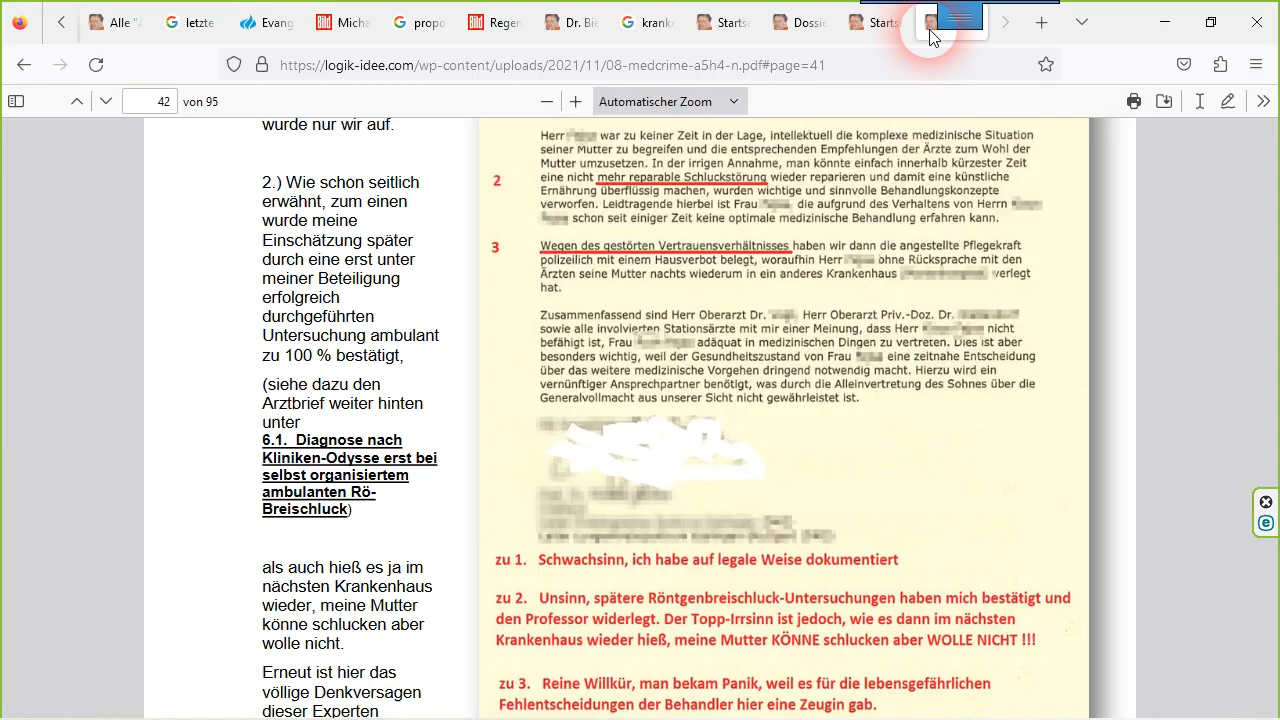 Alle "A
letzte
Evang
Bild
Micha
propo
Bild
Regen
Dr. Bie
kranke
Startse
Dossie
Starts
https://logik-idee.com/wp-content/uploads/2021/11/08-medcrime-a5h4-n.pdf#page=41
42
von 95
Automatischer Zoom
wurde nur wir auf.
2.) Wie schon seitlich
erwähnt, zum einen
wurde meine
Einschätzung später
durch eine erst unter
meiner Beteiligung
erfolgreich
durchgeführten
Untersuchung ambulant
zu 100 % bestätigt,
(siehe dazu den
Arztbrief weiter hinten
unter
6.1. Diagnose nach
Kliniken-Odysse erst bei
selbst organisiertem
ambulanten Rö-
Breischluck)
als auch hieß es ja im
nächsten Krankenhaus
wieder, meine Mutter
könne schlucken aber
wolle nicht.
Erneut ist hier das
völlige Denkversagen
dieser Experten
Herr war zu keiner Zeit in der Lage, intellektuell die komplexe medizinische Situation
seiner Mutter zu begreifen und die entsprechenden Empfehlungen der Ärzte zum Wohl der
Mutter umzusetzen. In der irrigen Annahme, man könnte einfach innerhalb kürzester Zeit
2 eine nicht mehr reparable Schluckstörung wieder reparieren und damit eine künstliche
Ernährung überflüssig machen, wurden wichtige und sinnvolle Behandlungskonzepte
verworfen. Leidtragende hierbei ist Frau die aufgrund des Verhaltens von Herrn
schon seit einiger Zeit keine optimale medizinische Behandlung erfahren kann.
3 Wegen des gestörten Vertrauensverhältnisses haben wir dann die angestellte Pflegekraft
polizeilich mit einem Hausverbot belegt, woraufhin Herr ohne Rücksprache mit den
Ärzten seine Mutter nachts wiederum in ein anderes Krankenhaus verlegt
hat.
Zusammenfassend sind Herr Oberarzt Dr. Herr Oberarzt Priv.-Doz. Dr.
sowie alle involvierten Stationsärzte mit mir einer Meinung, dass Herr nicht
befähigt ist, Frau adäquat in medizinischen Dingen zu vertreten. Dies ist aber
besonders wichtig, weil der Gesundheitszustand von Frau eine zeitnahe Entscheidung
über das weitere medizinische Vorgehen dringend notwendig macht. Hierzu wird ein
vernünftiger Ansprechpartner benötigt, was durch die Alleinvertretung des Sohnes über die
Generalvollmacht aus unserer Sicht nicht gewährleistet ist.
zu 1. Schwachsinn, ich habe auf legale Weise dokumentiert
zu 2. Unsinn, spätere Röntgenbreischluck-Untersuchungen haben mich bestätigt und
den Professor widerlegt. Der Topp-Irrsinn ist jedoch, wie es dann im nächsten
Krankenhaus wieder hieß, meine Mutter KÖNNE schlucken aber WOLLE NICHT !!!
zu 3. Reine Willkür, man bekam Panik, weil es für die lebensgefährlichen
Fehlentscheidungen der Behandler hier eine Zeugin gab.